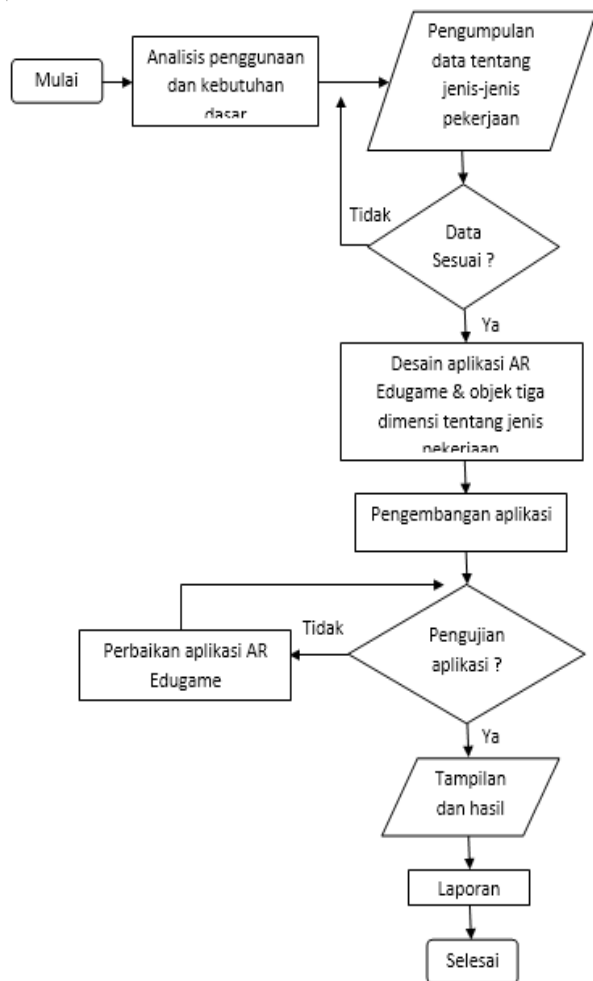 Mulai
Analisis penggunaan
dan kebutuhan
dasar
Pengumpulan
data tentang
jenis-jenis
pekerjaan
Tidak
Data
Sesuai ?
Ya
Desain aplikasi AR
Edugame & objek tiga
dimensi tentang jenis
pekerjaan
Pengembangan aplikasi
Tidak
Pengujian
aplikasi ?
Perbaikan aplikasi AR
Edugame
Ya
Tampilan
dan hasil
Laporan
Selesai